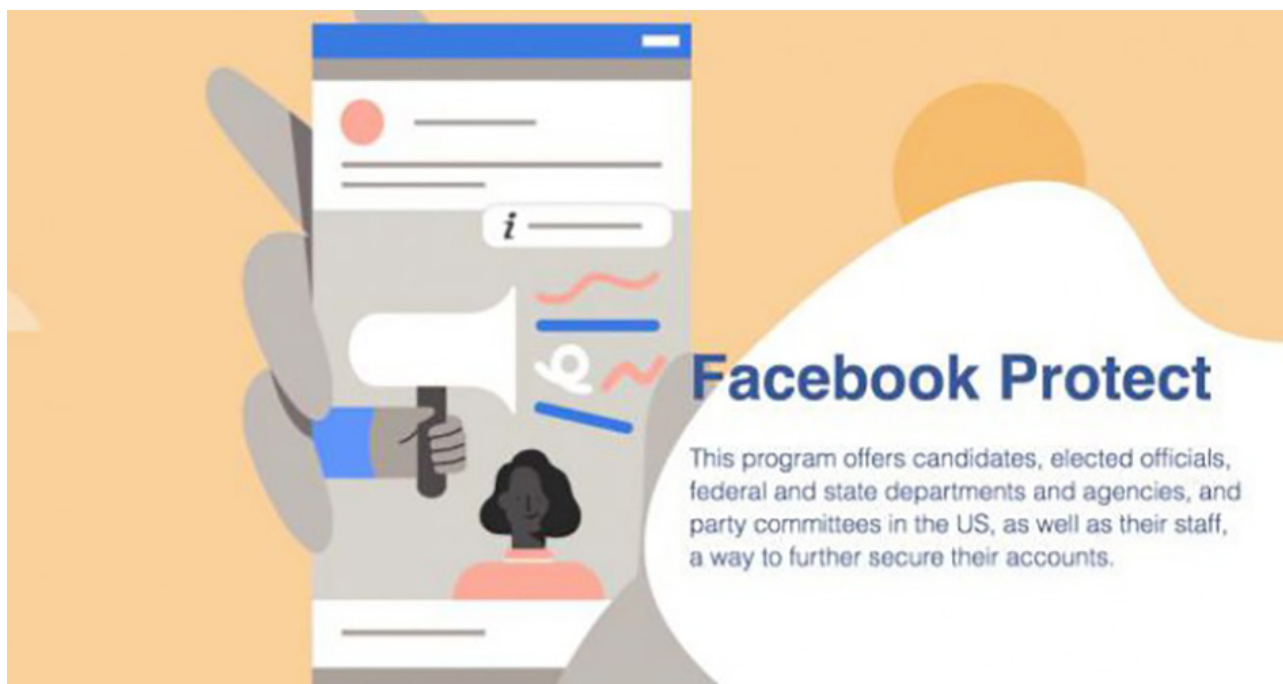 i
Facebook Protect
This program offers candidates, elected officials,
federal and state departments and agencies, and
party committees in the US, as well as their staff,
a way to further secure their accounts.